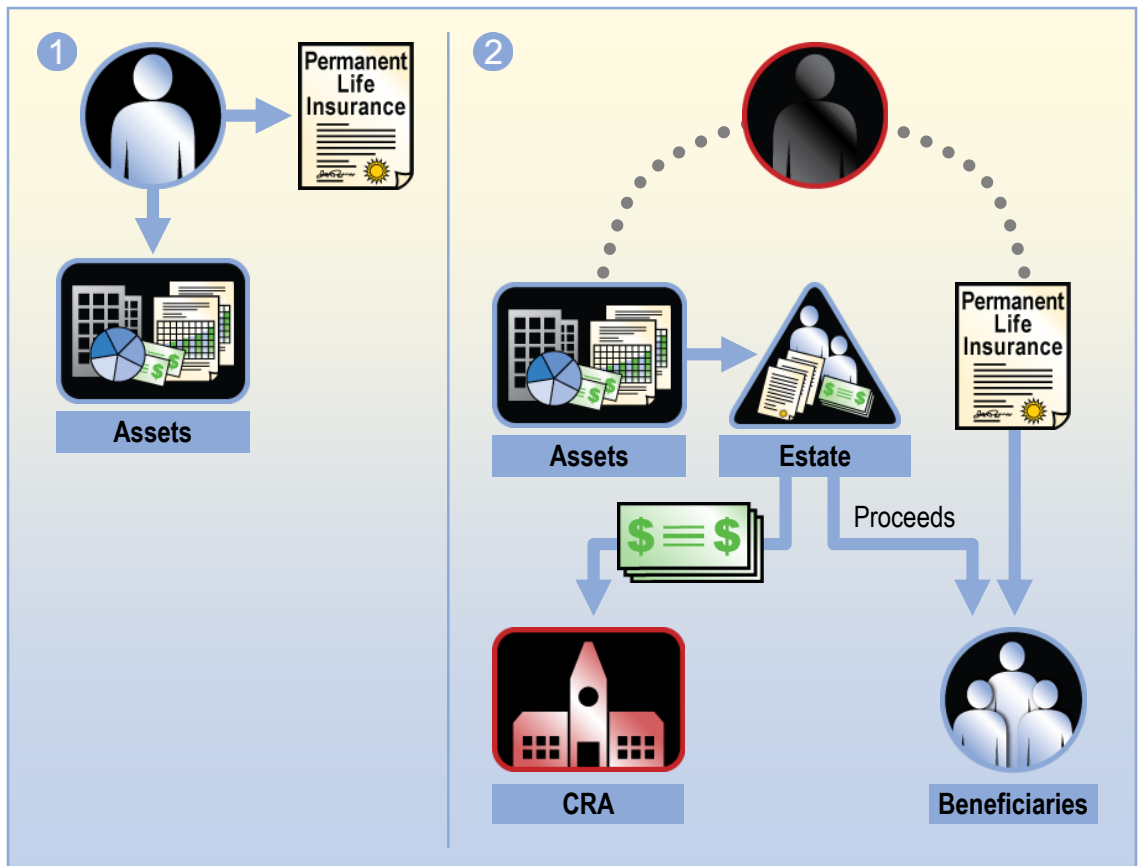 1
Permanent
Life
Insurance
Assets
2
Permanent
Life
Insurance
$ $
$ $
Assets
Estate
Proceeds
$ $
CRA
Beneficiaries